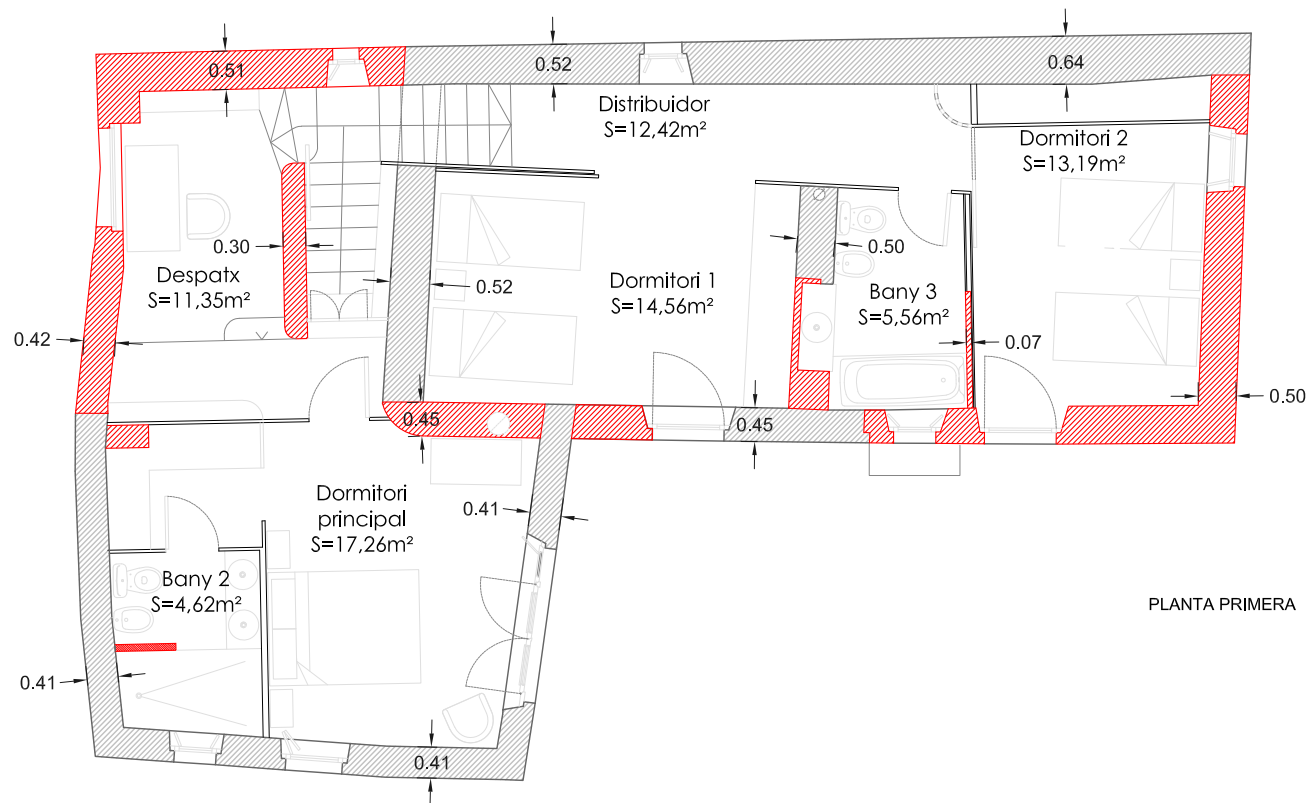 0.51
0.52
0.64
Distribuidor
S=12,42m²
Dormitori 2
S=13,19m²
0.30
0.50
Despatx
S=11,35m²
0.52
Dormitori 1
S=14,56m²
Bany 3
S=5,56m²
0.42
0.07
0.50
0.45
0.45
Dormitori
principal
S=17,26m²
0.41
Bany 2
S=4,62m²
PLANTA PRIMERA
0.41
0.41